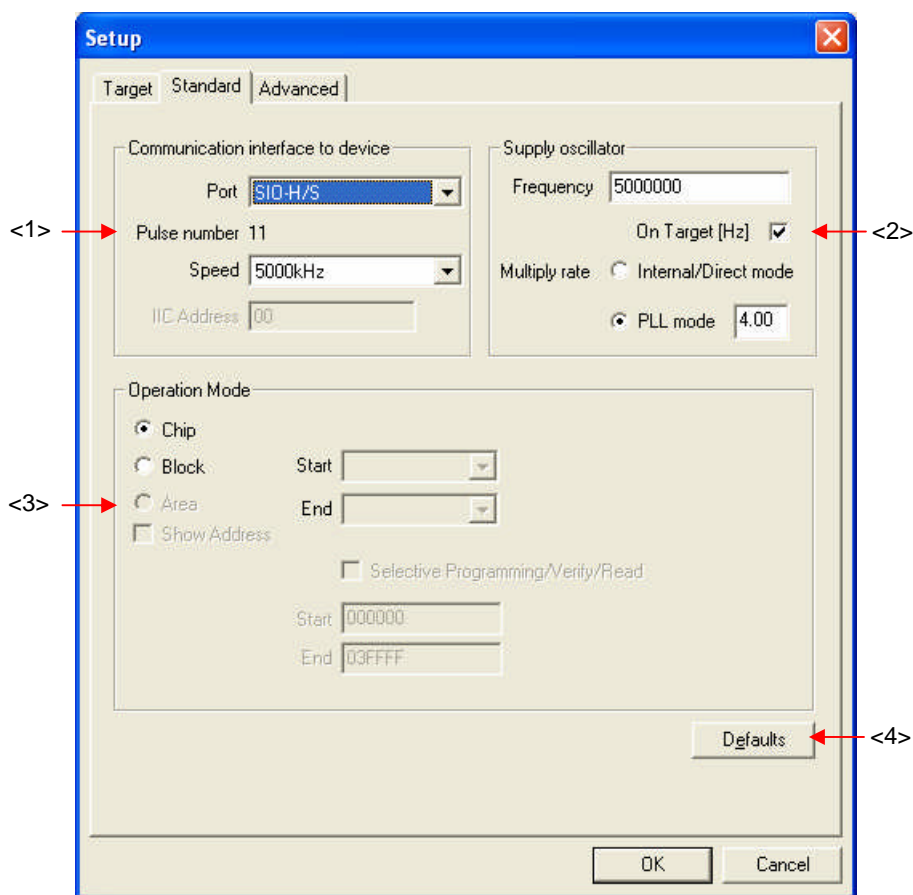 Setup
Target Standard Advanced
Communication interface to device
Port SIO-H/S
<1>
Pulse number 11
Speed 5000kHz
IIC Address 00
Supply oscillator
Frequency 5000000
On Target [Hz]
<2>
Multiply rate Internal/Direct mode
PLL mode 4.00
Operation Mode
Chip
Block Start
<3>
Area End
Show Address
Selective Programming/Verify/Read
Start 000000
End 03FFFF
Defaults
<4>
OK Cancel